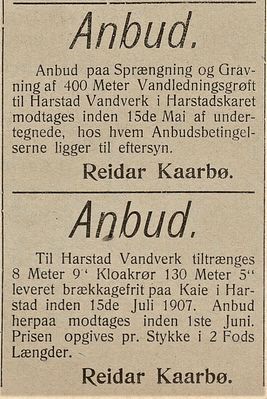 Anbud.
Anbud paa Sprængning og Grav-
ning af 400 Meter Vandledningsgrøft
til Harstad Vandverk i Harstadskaret
modtages inden 15de Mai af under-
tegnede, hos hvem Anbudsbetingel-
serne ligger til eftersyn.
Reidar Kaarbø.
Anbud.
Til Harstad Vandverk tiltrænges
8 Meter 9" Kloakrør 130 Meter 5"
leveret brækkagefrit paa Kaie i Har-
stad inden 15de Juli 1907. Anbud
herpaa modtages inden 1ste Juni.
Prisen opgives pr. Stykke i 2 Fods
Længder.
Reidar Kaarbø.